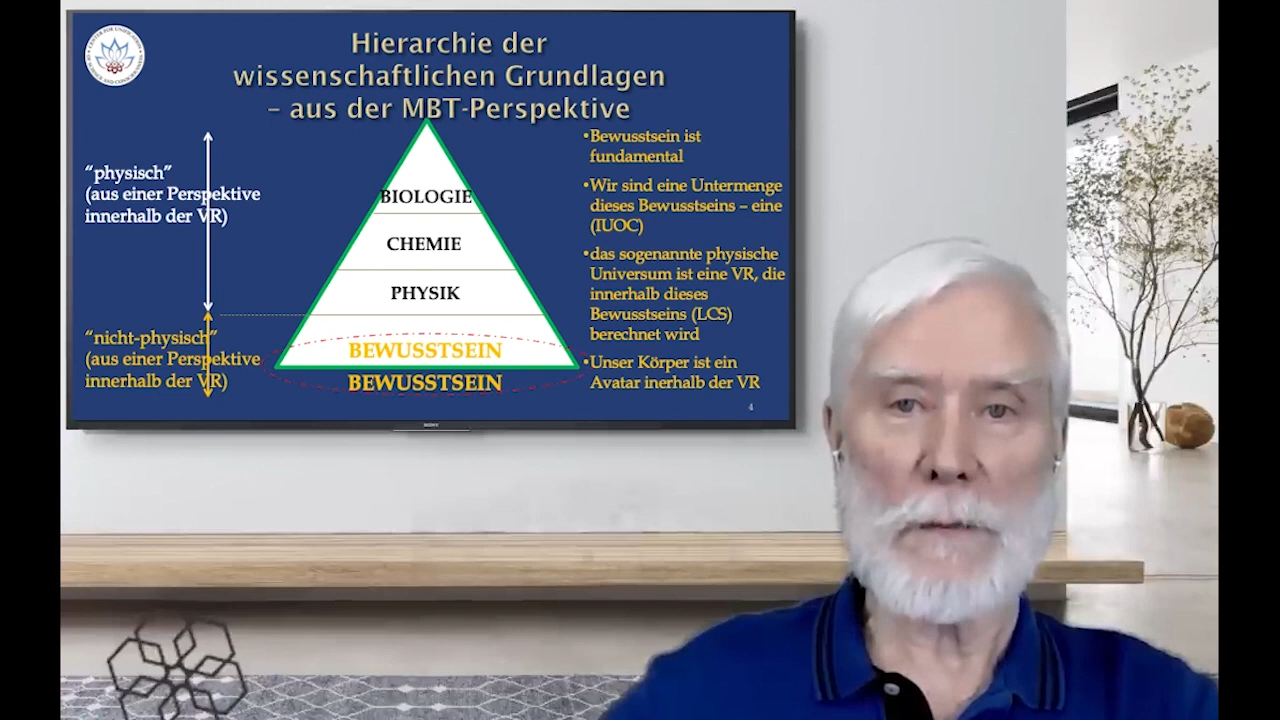 Hierarchie der
wissenschaftlichen Grundlagen
– aus der MBT-Perspektive
“physisch”
(aus einer Perspektive
innerhalb der VR)
“nicht-physisch”
(aus einer Perspektive
innerhalb der VR)
BIOLOGIE
CHEMIE
PHYSIK
BEWUSSTSEIN
BEWUSSTSEIN
•Bewusstsein ist
fundamental
•Wir sind eine Untermenge
dieses Bewusstseins – eine
(IUOC)
•das sogenannte physische
Universum ist eine VR, die
innerhalb dieses
Bewusstseins (LCS)
berechnet wird
•Unser Körper ist ein
Avatar inerhalb der VR
4
SONY